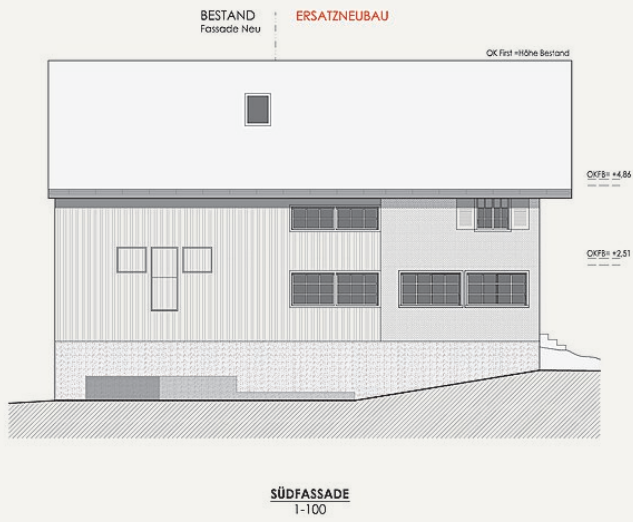 BESTAND ERSATZNEUBAU
Fassade Neu
OK First =Höhe Bestand
OKFB= +4.86
OKFB= +2.51
SÜDFASSADE
1-100